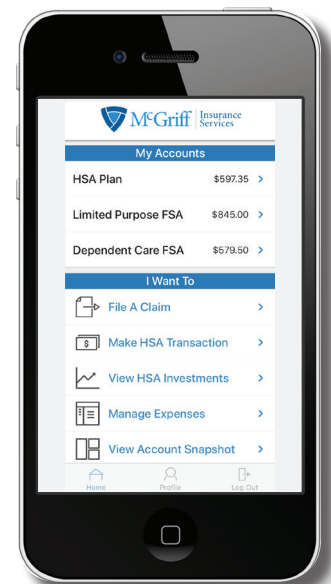 McGriff Insurance Services
My Accounts
HSA Plan $597.35 >
Limited Purpose FSA $845.00 >
Dependent Care FSA $579.50 >
I Want To
File A Claim >
$ Make HSA Transaction >
View HSA Investments >
Manage Expenses >
View Account Snapshot >
Home Profile Log Out